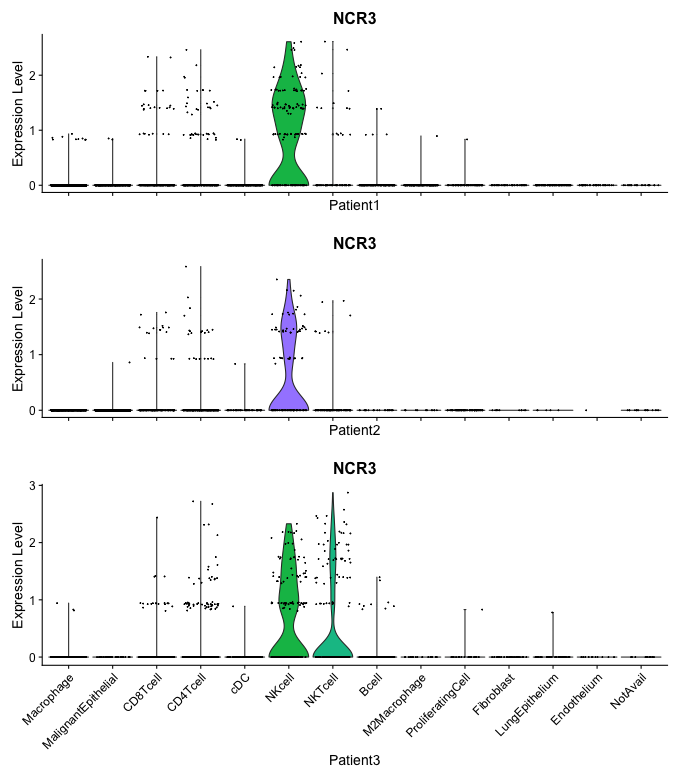 NCR3
Expression Level
2
1
0
Patient1
NCR3
Expression Level
2
1
0
Patient2
NCR3
Expression Level
3
2
1
0
Macrophage
MalignantEpithelial
CD8Tcell
CD4Tcell
cDC
NKcell
NKTcell
Bcell
M2Macrophage
ProliferatingCell
Fibroblast
LungEpithelium
Endothelium
NotAvail
Patient3